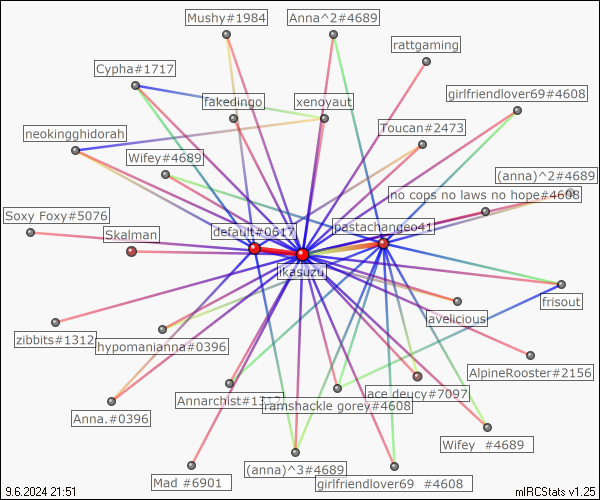 Mushy#1984
Anna^2#4689
rattgaming
Cypha#1717
girlfriendlover69#4608
fakedingo
xenoyaut
Toucan#2473
neokingghidorah
Wifey#4689
(anna)^2#4689
no cops no laws no hope#4608
Soxy Foxy#5076
Skalman
default#0617
pastachangeo41
ikasuzu
frisout
avelicious
zibbits#1312
hypomanianna#0396
AlpineRooster#2156
Anna.#0396
Annarchist#1312
ramshackle gorey#4608
ace deucy#7097
Wifey #4689
(anna)^3#4689
Mad #6901
girlfriendlover69 #4608
9.6.2024 21:51
mIRCStats v1.25